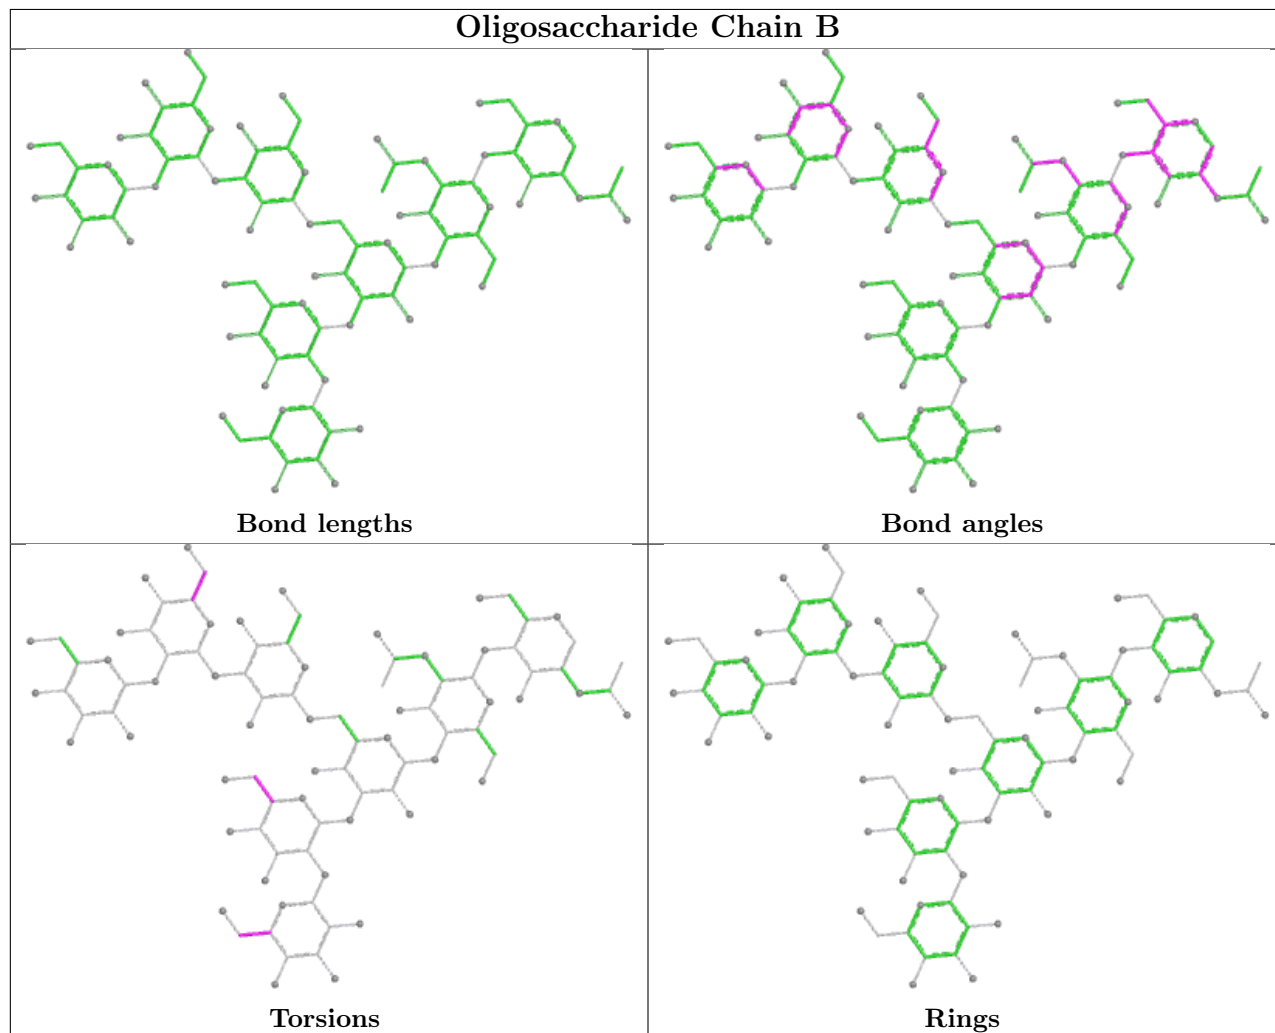 Oligosaccharide Chain B
Bond lengths
Bond angles
Torsions
Rings